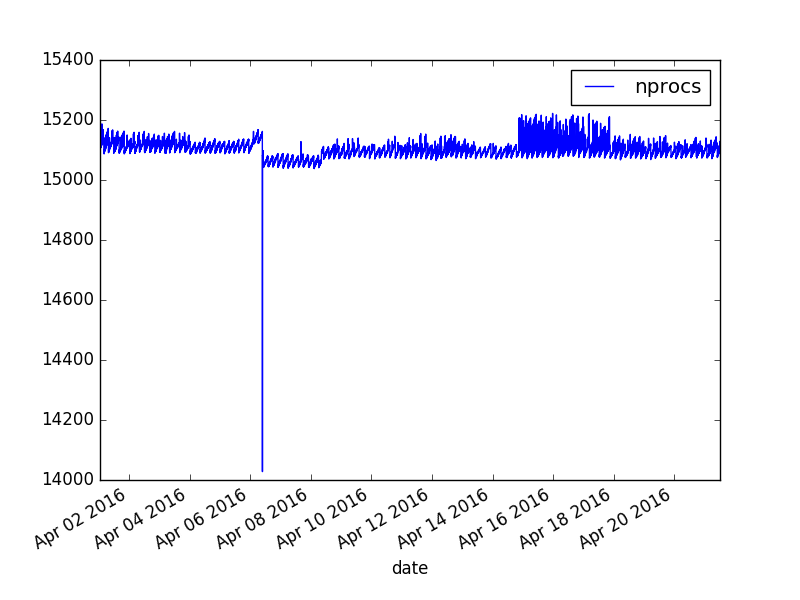 15400
15200
15000
14800
14600
14400
14200
14000
nprocs
Apr 02 2016
Apr 04 2016
Apr 06 2016
Apr 08 2016
Apr 10 2016
Apr 12 2016
Apr 14 2016
Apr 16 2016
Apr 18 2016
Apr 20 2016
date